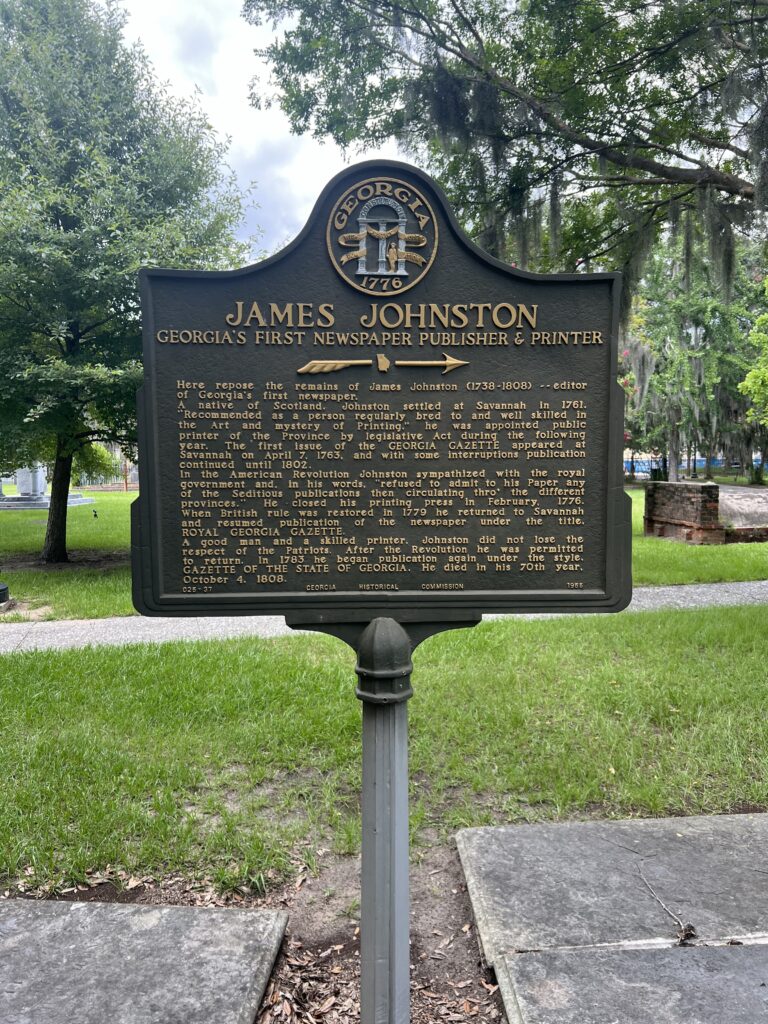 GEORGIA
1776
JAMES JOHNSTON
GEORGIA'S FIRST NEWSPAPER PUBLISHER & PRINTER
Here repose the remains of James Johnston (1738-1808) -- editor
of Georgia's first newspaper.
A native of Scotland, Johnston settled at Savannah in 1761.
"Recommended as a person regularly bred to and well skilled in
the Art and mystery of Printing," he was appointed public
printer of the Province by legislative Act during the following
year. The first issue of the GEORGIA GAZETTE appeared at
Savannah on April 7, 1763, and with some interruptions publication
continued until 1802.
In the American Revolution Johnston sympathized with the royal
government and, in his words, "refused to admit to his Paper any
of the Seditious publications then circulating thro' the different
provinces." He closed his printing press in February, 1776.
When British rule was restored in 1779 he returned to Savannah
and resumed publication of the newspaper under the title,
ROYAL GEORGIA GAZETTE.
A good man and a skilled printer, Johnston did not lose the
respect of the Patriots. After the Revolution he was permitted
to return. In 1783 he began publication again under the style,
GAZETTE OF THE STATE OF GEORGIA. He died in his 70th year,
October 4, 1808.
025-37 GEORGIA HISTORICAL COMMISSION 1955